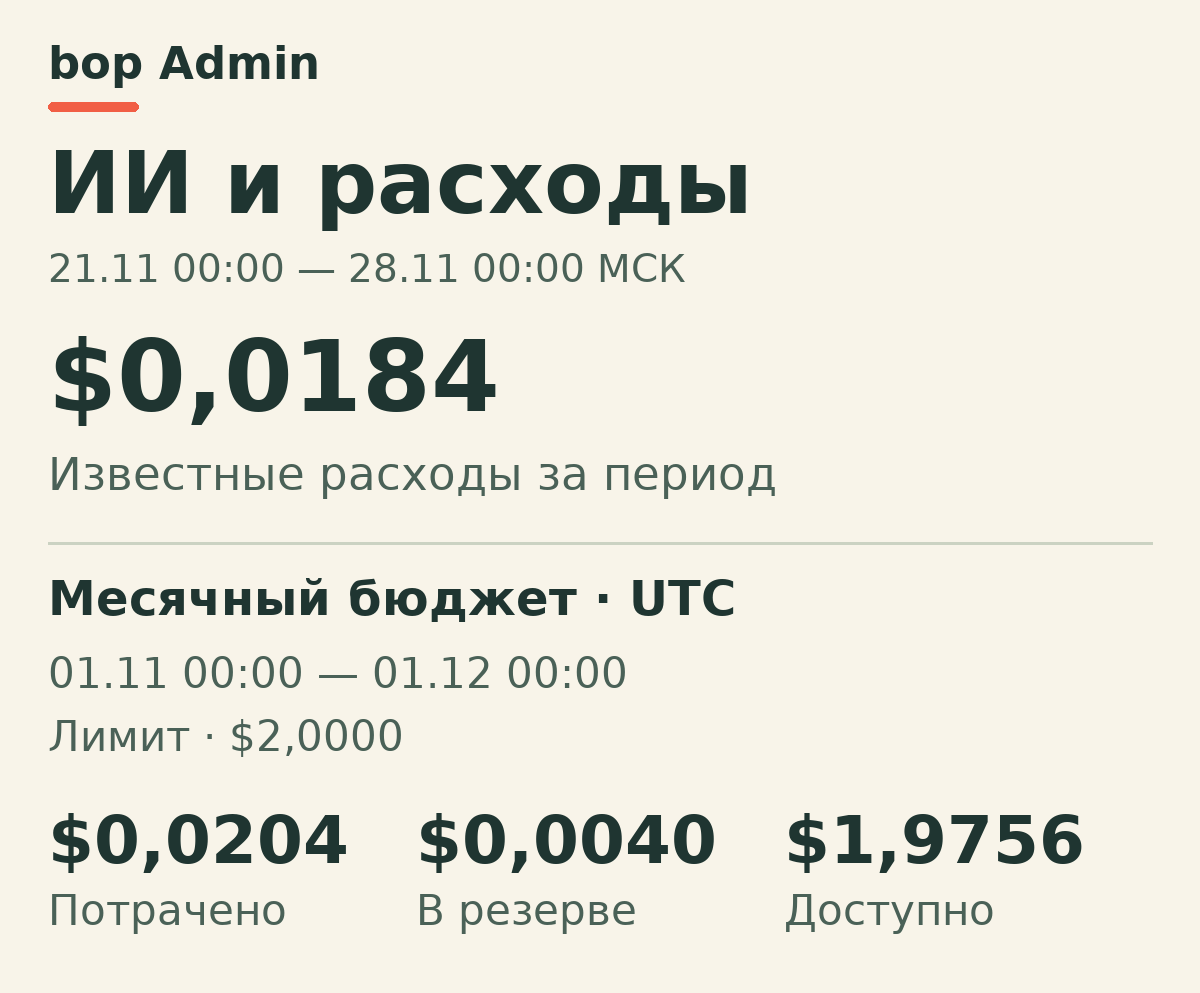 bop Admin
ИИ и расходы
21.11 00:00 — 28.11 00:00 МСК
$0,0184
Известные расходы за период
Месячный бюджет · UTC
01.11 00:00 — 01.12 00:00
Лимит · $2,0000
$0,0204 $0,0040 $1,9756
Потрачено В резерве Доступно